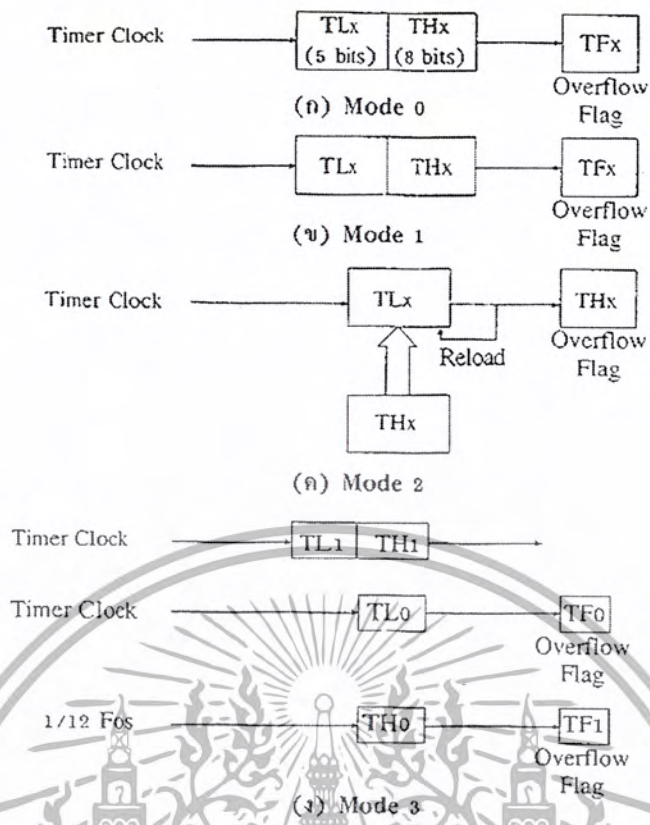 Timer Clock
TLx THx TFx
(5 bits) (8 bits)
Overflow
Flag
(ก) Mode 0
Timer Clock
TLx THx TFx
Overflow
Flag
(ข) Mode 1
Timer Clock
TLx THx
Reload
Overflow
Flag
THx
(ค) Mode 2
Timer Clock
TL1 TH1
Timer Clock
TL0 TF0
Overflow
Flag
1/12 Fos
TH0 TF1
Overflow
Flag
(ง) Mode 3